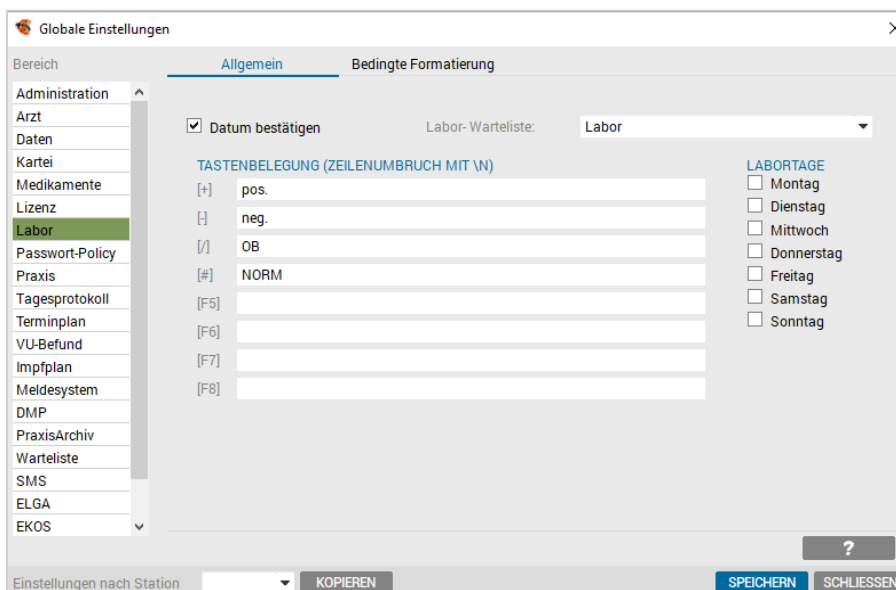 Globale Einstellungen
Bereich
Allgemein
Bedingte Formatierung
Administration
Arzt
Daten
Kartei
Medikamente
Lizenz
Labor
Passwort-Policy
Praxis
Tagesprotokoll
Terminplan
VU-Befund
Impfplan
Meldesystem
DMP
PraxisArchiv
Warteliste
SMS
ELGA
EKOS
Datum bestätigen
Labor- Warteliste:
Labor
TASTENBELEGUNG (ZEILENUMBRUCH MIT \N)
[+] pos.
[-] neg.
[/] OB
[#] NORM
[F5]
[F6]
[F7]
[F8]
LABORTAGE
Montag
Dienstag
Mittwoch
Donnerstag
Freitag
Samstag
Sonntag
?
Einstellungen nach Station
KOPIEREN
SPEICHERN
SCHLIESSEN